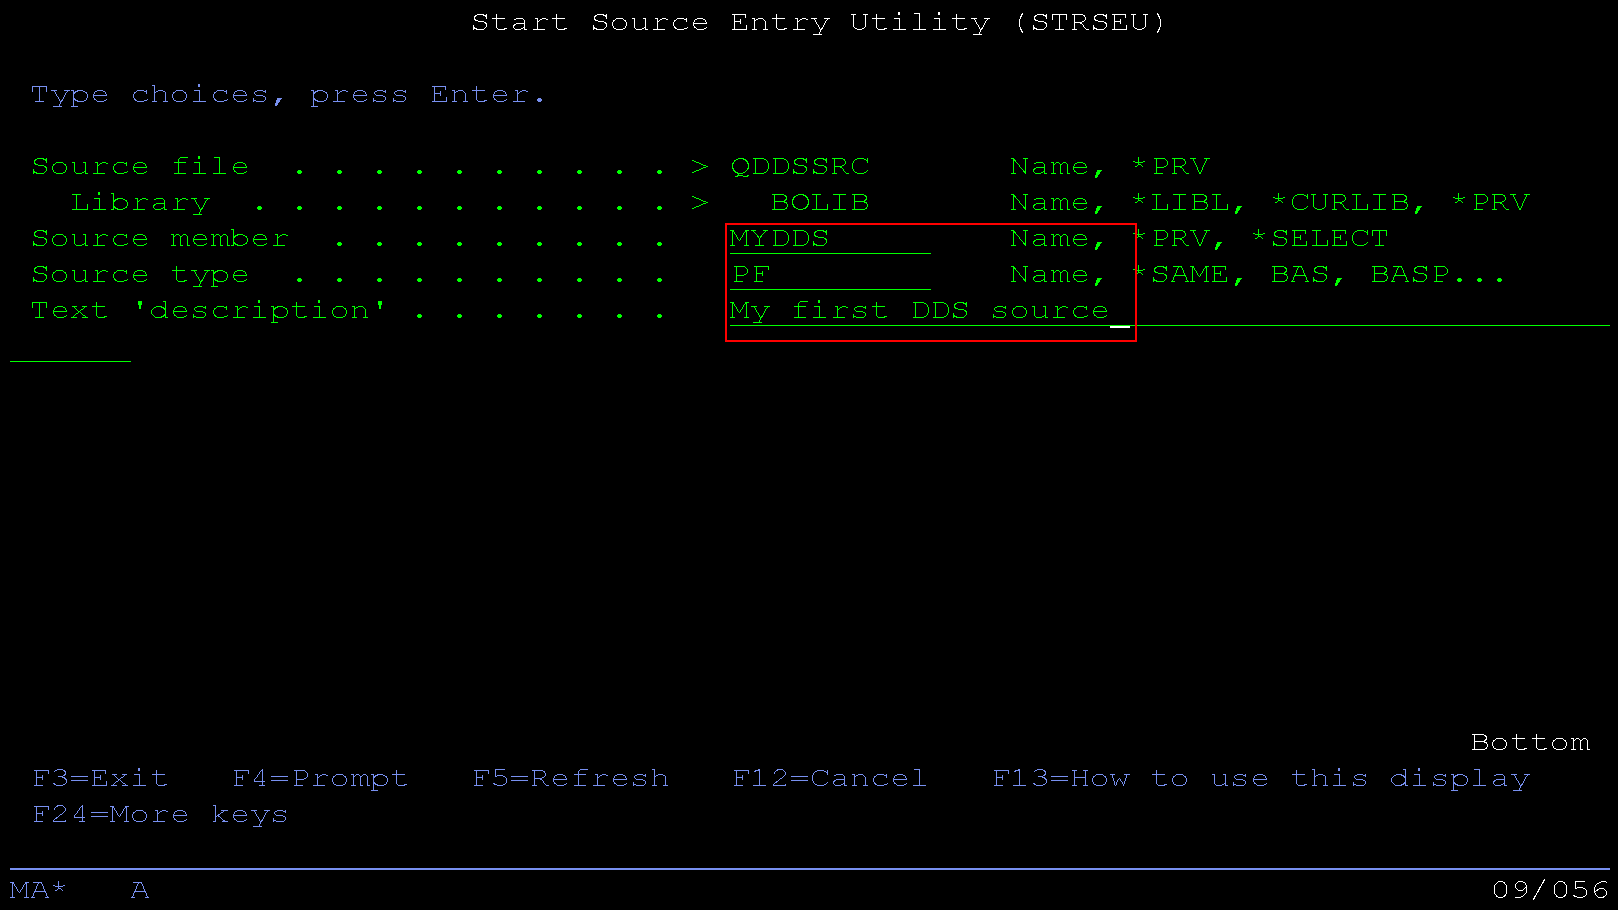 Start Source Entry Utility (STRSEU)
Type choices, press Enter.
Source file . . . . . . . . . . > QDDSSRC Name, *PRV
Library . . . . . . . . . . . > BOLIB Name, *LIBL, *CURLIB, *PRV
Source member . . . . . . . . . MYDDS Name, *PRV, *SELECT
Source type . . . . . . . . . . PF Name, *SAME, BAS, BASP...
Text 'description' . . . . . . . My first DDS source_
Bottom
F3=Exit F4=Prompt F5=Refresh F12=Cancel F13=How to use this display
F24=More keys
MA* A 09/056